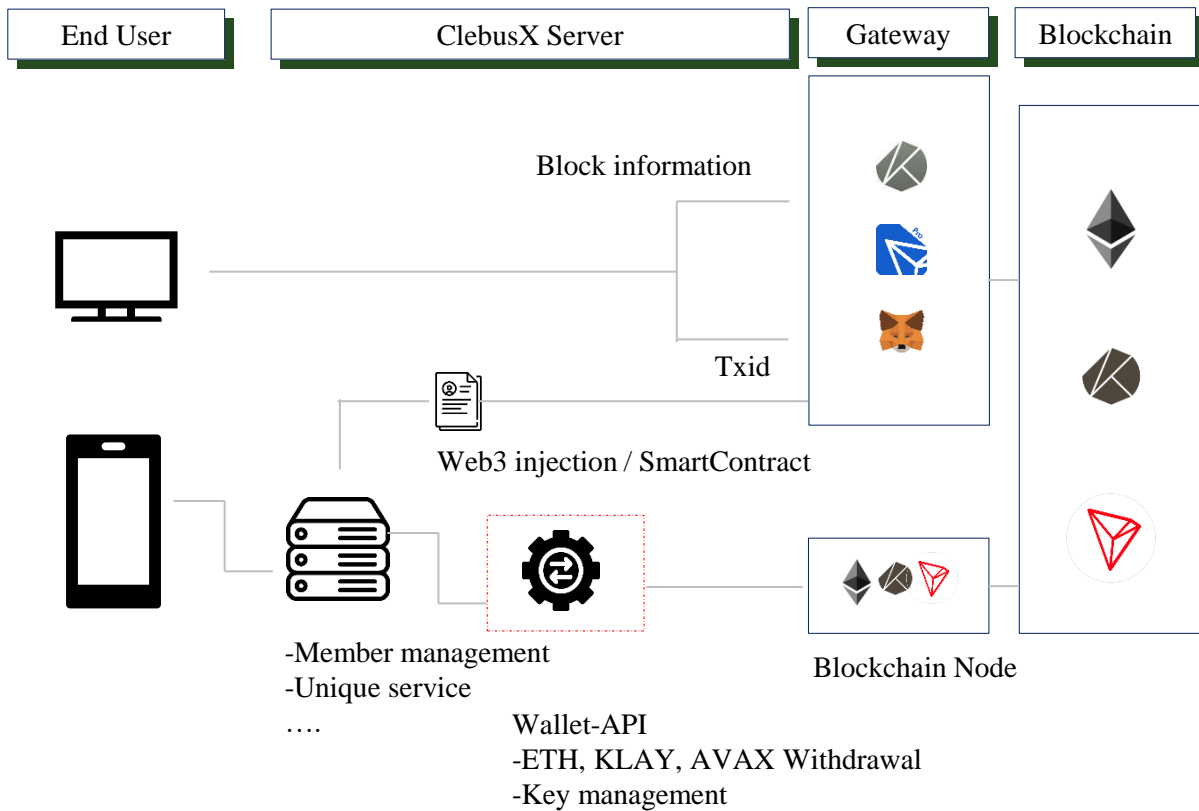 End User
ClebusX Server
Gateway
Blockchain
Block information
Pro
Txid
Web3 injection / SmartContract
-Member management
-Unique service
….
Blockchain Node
Wallet-API
-ETH, KLAY, AVAX Withdrawal
-Key management